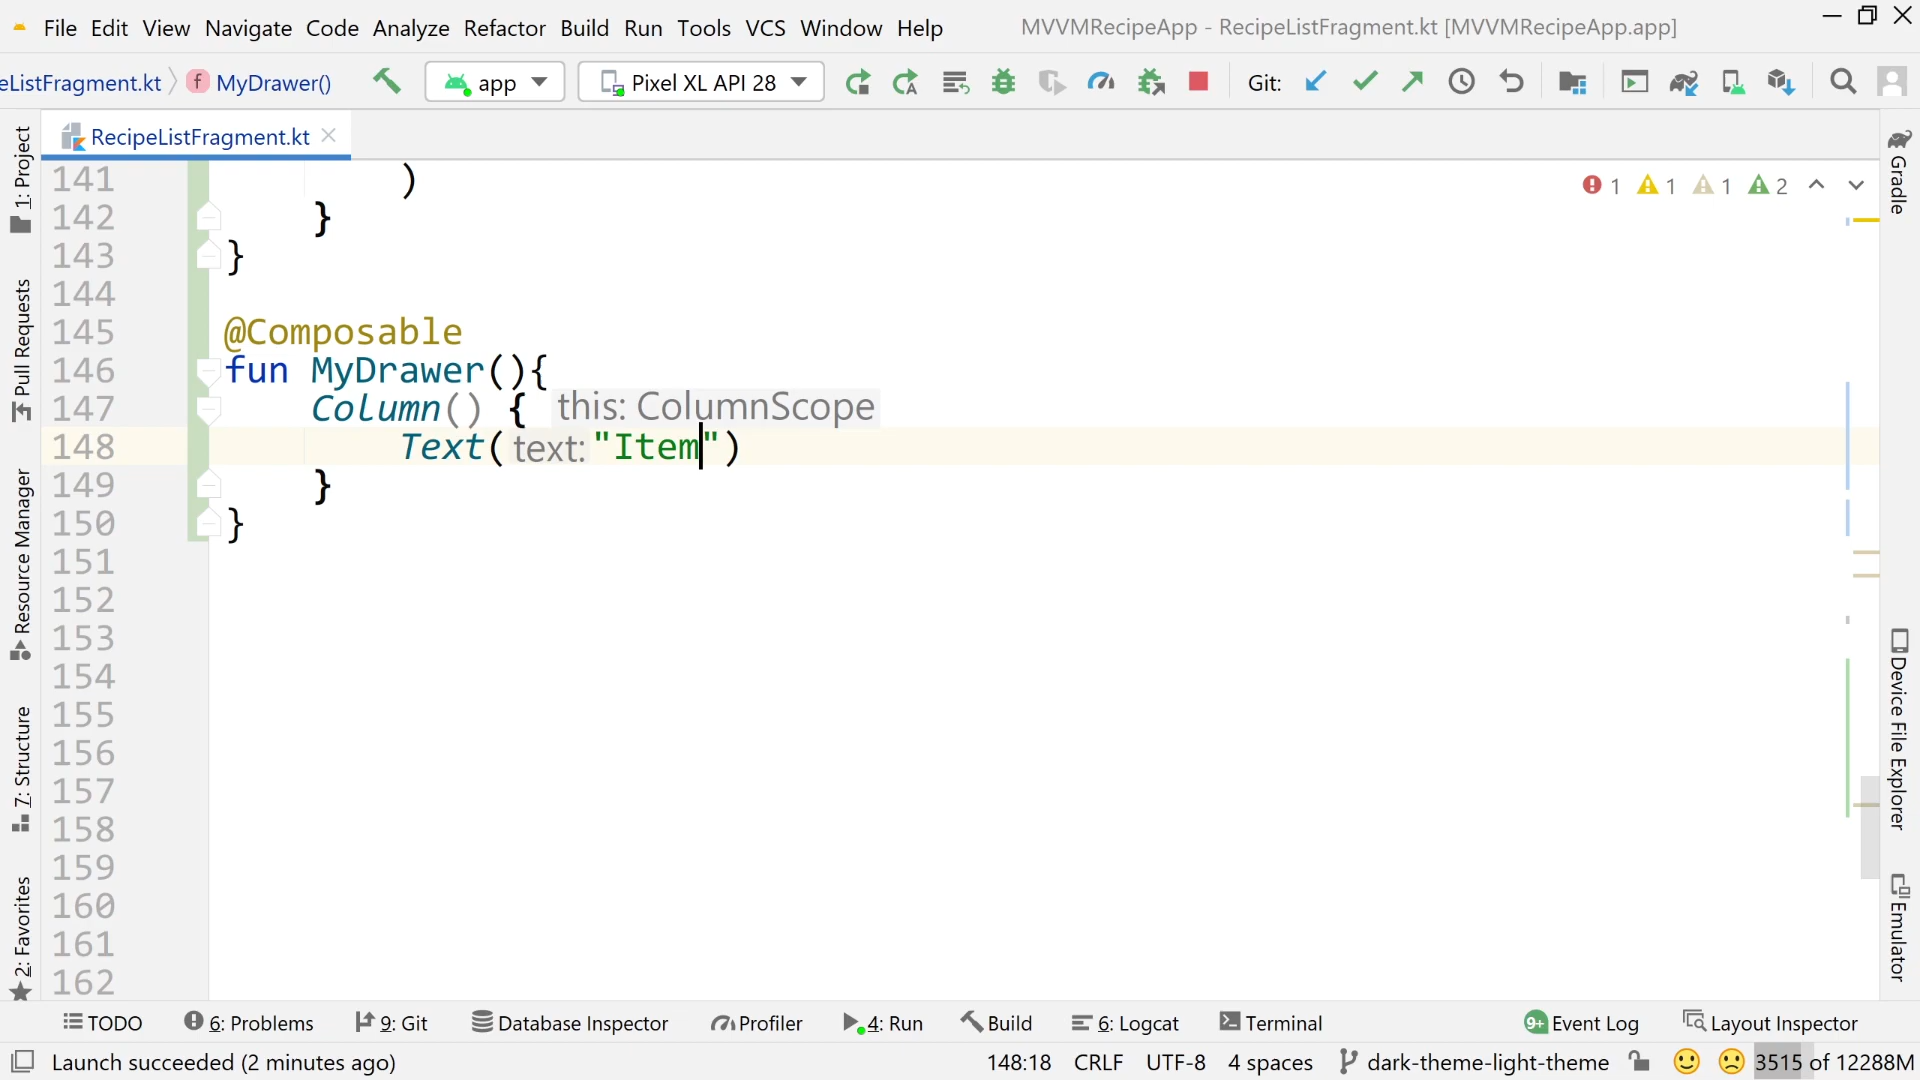 File Edit View Navigate Code Analyze Refactor Build Run Tools VCS Window Help MVVMRecipeApp - RecipeListFragment.kt [MVVMRecipeApp.app]
eListFragment.kt f MyDrawer() app Pixel XL API 28 Git:
RecipeListFragment.kt
1: Project
Pull Requests
Resource Manager
7: Structure
2: Favorites
1 1 1 2
141 )
142 }
143 }
144
145 @Composable
146 fun MyDrawer(){
147 Column() { this: ColumnScope
148 Text( text: "Item")
149 }
150 }
151
152
153
154
155
156
157
158
159
160
161
162
Gradle
Device File Explorer
Emulator
TODO 6: Problems 9: Git Database Inspector Profiler 4: Run Build 6: Logcat Terminal 9+ Event Log Layout Inspector
Launch succeeded (2 minutes ago) 148:18 CRLF UTF-8 4 spaces dark-theme-light-theme 3515 of 12288M